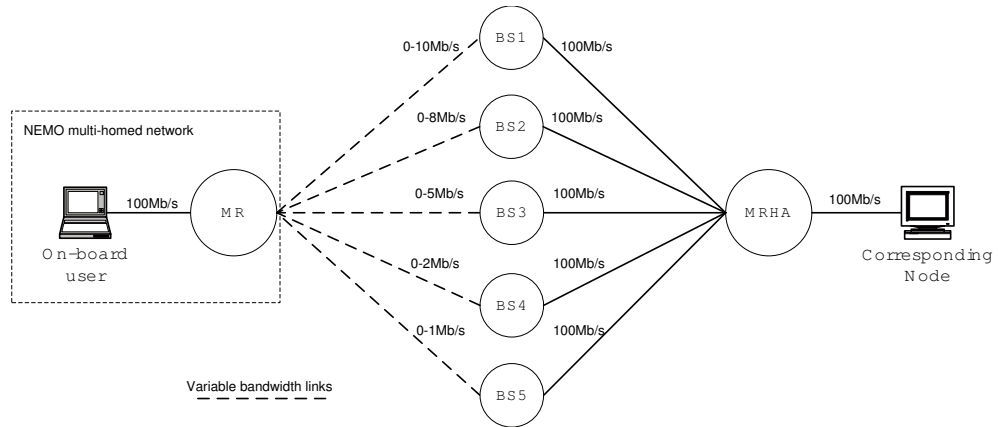 BS1
0-10Mb/s
100Mb/s
NEMO multi-homed network
0-8Mb/s
BS2
100Mb/s
100Mb/s
MR
0-5Mb/s
BS3
100Mb/s
MRHA
100Mb/s
On-board
user
Corresponding
Node
0-2Mb/s
BS4
100Mb/s
0-1Mb/s
100Mb/s
Variable bandwidth links
BS5